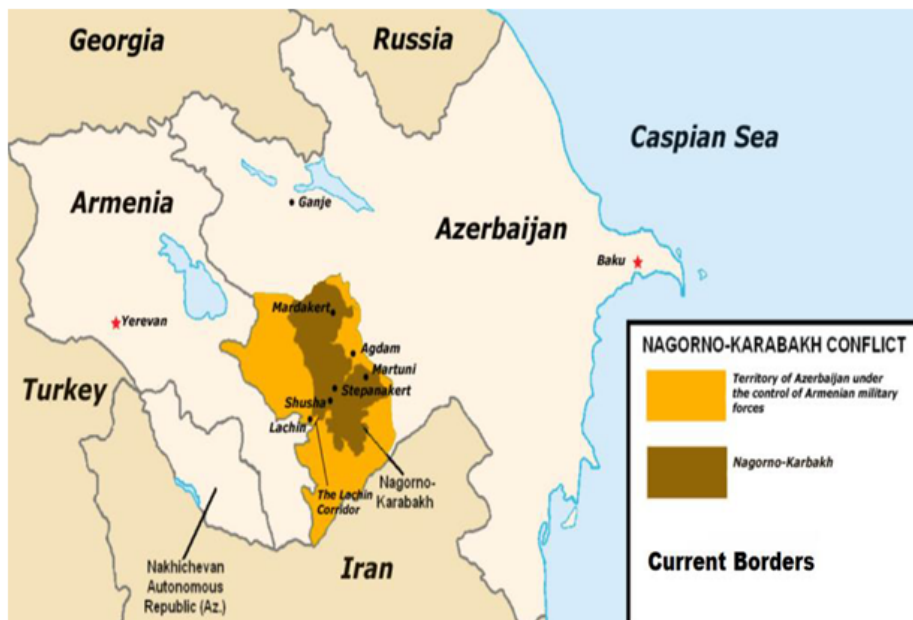 Georgia
Russia
Caspian Sea
Armenia
Ganje
Azerbaijan
Baku
Mardakert
Yerevan
Agdam
Martuni
Turkey
Stepanakert
Shusha
Lachin
The Lachin
Corridor
Nagorno-
Karabakh
Nakhichevan
Autonomous
Republic (Az.)
Iran
NAGORNO-KARABAKH CONFLICT
Territory of Azerbaijan under
the control of Armenian military
forces
Nagorno-Karbakh
Current Borders